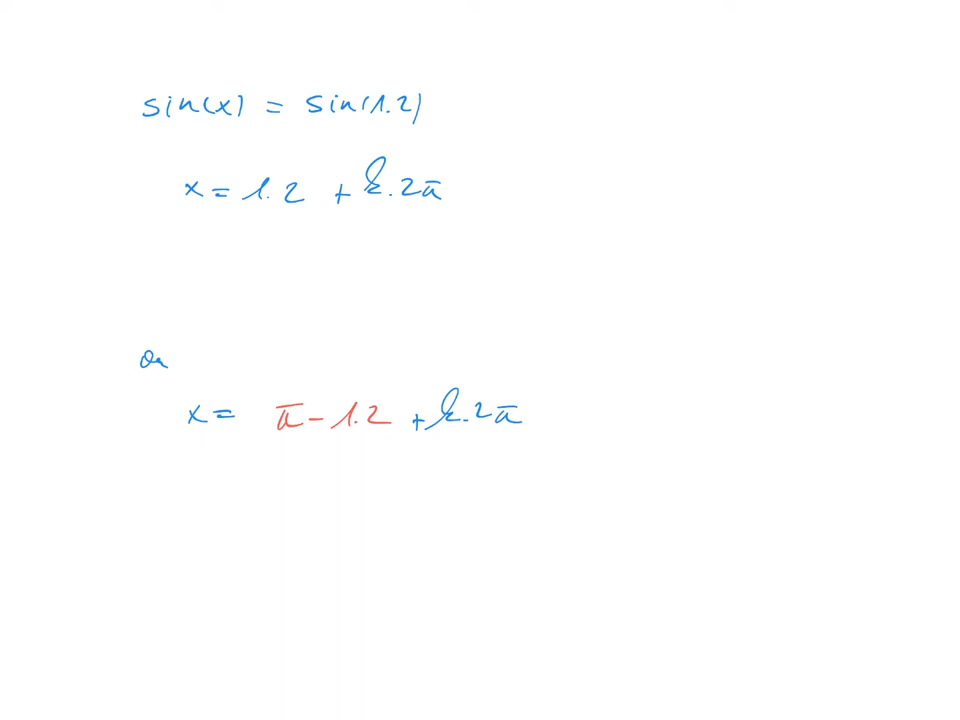 sin(x) = sin(1.2)
x = 1.2 + k.2π
or
x = π - 1.2 + k.2π